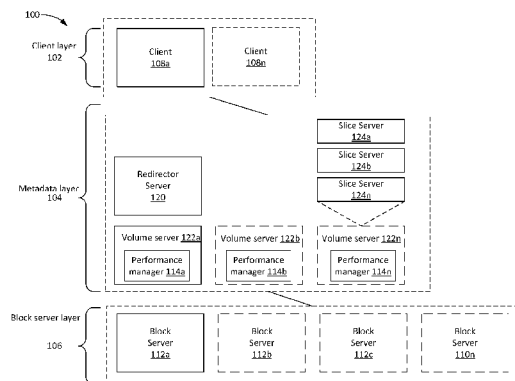 100
Client layer
102
Client
108a
Client
108n
Metadata layer
104
Slice Server
124a
Slice Server
124b
Slice Server
124n
Redirector
Server
120
Volume server 122a
Performance
manager 114a
Volume server 122b
Performance
manager 114b
Volume server 122n
Performance
manager 114n
Block server layer
106
Block
Server
112a
Block
Server
112b
Block
Server
112c
Block
Server
110n